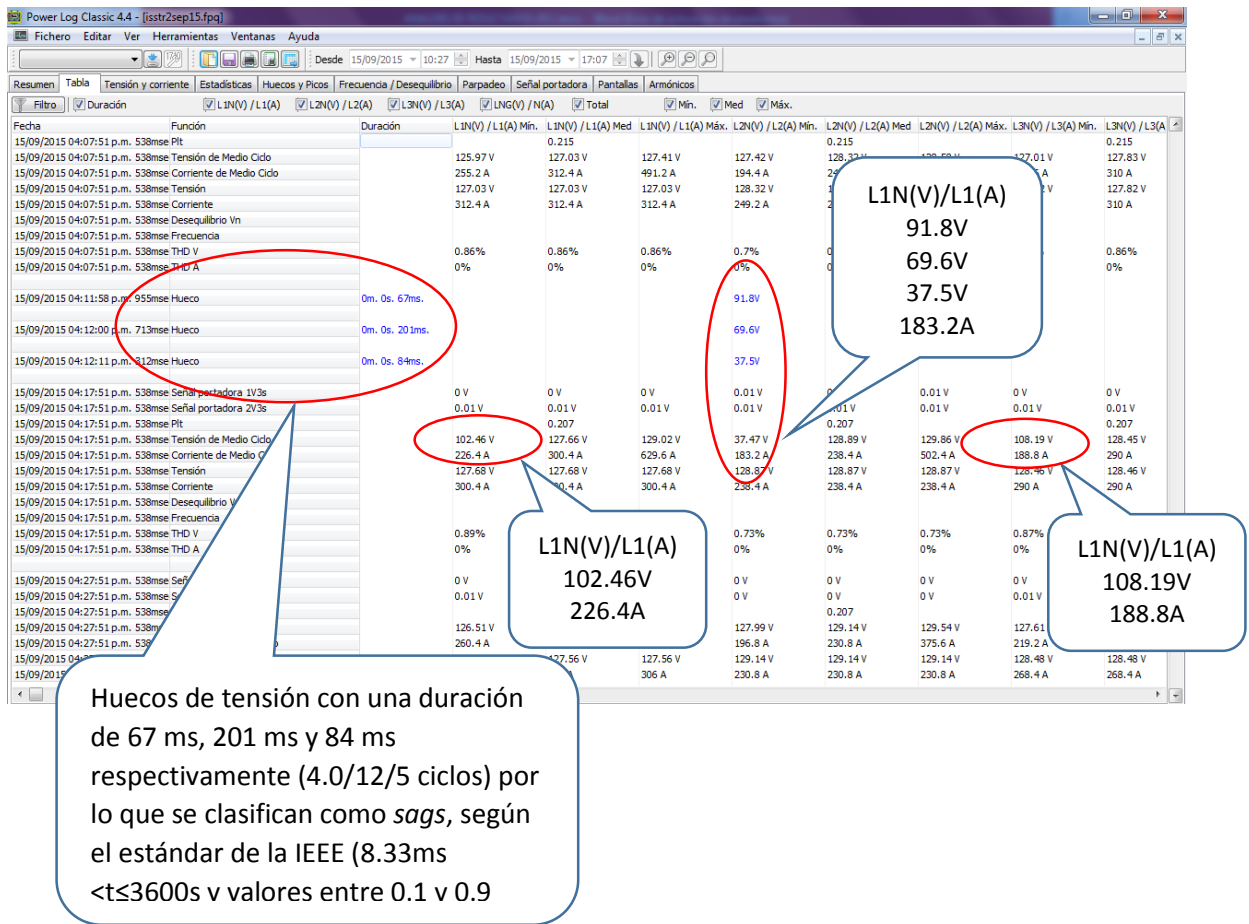 Power Log Classic 4.4 - [isstr2sep15.fpq]
Fichero Editar Ver Herramientas Ventanas Ayuda
Desde 15/09/2015 10:27 Hasta 15/09/2015 17:07
Resumen Tabla Tensión y corriente Estadísticas Huecos y Picos Frecuencia / Desequilibrio Parpadeo Señal portadora Pantallas Armónicos
Filtro Duración L1N(V) / L1(A) L2N(V) / L2(A) L3N(V) / L3(A) LNG(V) / N(A) Total Mín. Med Máx.
Fecha Función Duración L1N(V) / L1(A) Mín. L1N(V) / L1(A) Med L1N(V) / L1(A) Máx. L2N(V) / L2(A) Mín. L2N(V) / L2(A) Med L2N(V) / L2(A) Máx. L3N(V) / L3(A) Mín. L3N(V) / L3(A
15/09/2015 04:07:51 p.m. 538mse Plt 0.215 0.215 0.215
15/09/2015 04:07:51 p.m. 538mse Tensión de Medio Ciclo 125.97 V 127.03 V 127.41 V 127.42 V 127.01 V 127.83 V
15/09/2015 04:07:51 p.m. 538mse Corriente de Medio Ciclo 255.2 A 312.4 A 491.2 A 194.4 A A 310 A
15/09/2015 04:07:51 p.m. 538mse Tensión 127.03 V 127.03 V 127.03 V 128.32 V V 127.82 V
15/09/2015 04:07:51 p.m. 538mse Corriente 312.4 A 312.4 A 312.4 A 249.2 A 310 A
15/09/2015 04:07:51 p.m. 538mse Desequilibrio Vn
15/09/2015 04:07:51 p.m. 538mse Frecuencia
15/09/2015 04:07:51 p.m. 538mse THD V 0.86% 0.86% 0.86% 0.7% 0.86%
15/09/2015 04:07:51 p.m. 538mse THD A 0% 0% 0% 0% 0%
15/09/2015 04:11:58 p.m. 955mse Hueco 0m. 0s. 67ms. 91.8V
15/09/2015 04:12:00 p.m. 713mse Hueco 0m. 0s. 201ms. 69.6V
15/09/2015 04:12:11 p.m. 312mse Hueco 0m. 0s. 84ms. 37.5V
15/09/2015 04:17:51 p.m. 538mse Señal portadora 1V3s 0 V 0 V 0 V 0.01 V 0.01 V 0 V 0 V
15/09/2015 04:17:51 p.m. 538mse Señal portadora 2V3s 0.01 V 0.01 V 0.01 V 0.01 V 0.01 V 0.01 V 0.01 V 0.01 V
15/09/2015 04:17:51 p.m. 538mse Plt 0.207 0.207 0.207
15/09/2015 04:17:51 p.m. 538mse Tensión de Medio Ciclo 102.46 V 127.66 V 129.02 V 37.47 V 128.89 V 129.86 V 108.19 V 128.45 V
15/09/2015 04:17:51 p.m. 538mse Corriente de Medio C 226.4 A 300.4 A 629.6 A 183.2 A 238.4 A 502.4 A 188.8 A 290 A
15/09/2015 04:17:51 p.m. 538mse Tensión 127.68 V 127.68 V 127.68 V 128.87 V 128.87 V 128.87 V 128.46 V 128.46 V
15/09/2015 04:17:51 p.m. 538mse Corriente 300.4 A 300.4 A 300.4 A 238.4 A 238.4 A 238.4 A 290 A 290 A
15/09/2015 04:17:51 p.m. 538mse Desequilibrio V
15/09/2015 04:17:51 p.m. 538mse Frecuencia
15/09/2015 04:17:51 p.m. 538mse THD V 0.89% 0.73% 0.73% 0.73% 0.87%
15/09/2015 04:17:51 p.m. 538mse THD A 0% 0% 0% 0% 0%
15/09/2015 04:27:51 p.m. 538mse Señ 0 V 0 V 0 V 0 V 0 V
15/09/2015 04:27:51 p.m. 538mse S 0.01 V 0 V 0 V 0 V 0.01 V
15/09/2015 04:27:51 p.m. 538mse 0.207
15/09/2015 04:27:51 p.m. 126.51 V 127.99 V 129.14 V 129.54 V 127.61
15/09/2015 04:27:51 p.m. 538 260.4 A 196.8 A 230.8 A 375.6 A 219.2 A
15/09/2015 127.56 V 127.56 V 129.14 V 129.14 V 129.14 V 128.48 V 128.48 V
15/09/2015 306 A 230.8 A 230.8 A 230.8 A 268.4 A 268.4 A
L1N(V)/L1(A)
91.8V
69.6V
37.5V
183.2A
L1N(V)/L1(A)
102.46V
226.4A
L1N(V)/L1(A)
108.19V
188.8A
Huecos de tensión con una duración
de 67 ms, 201 ms y 84 ms
respectivamente (4.0/12/5 ciclos) por
lo que se clasifican como sags, según
el estándar de la IEEE (8.33ms
<t≤3600s y valores entre 0.1 y 0.9